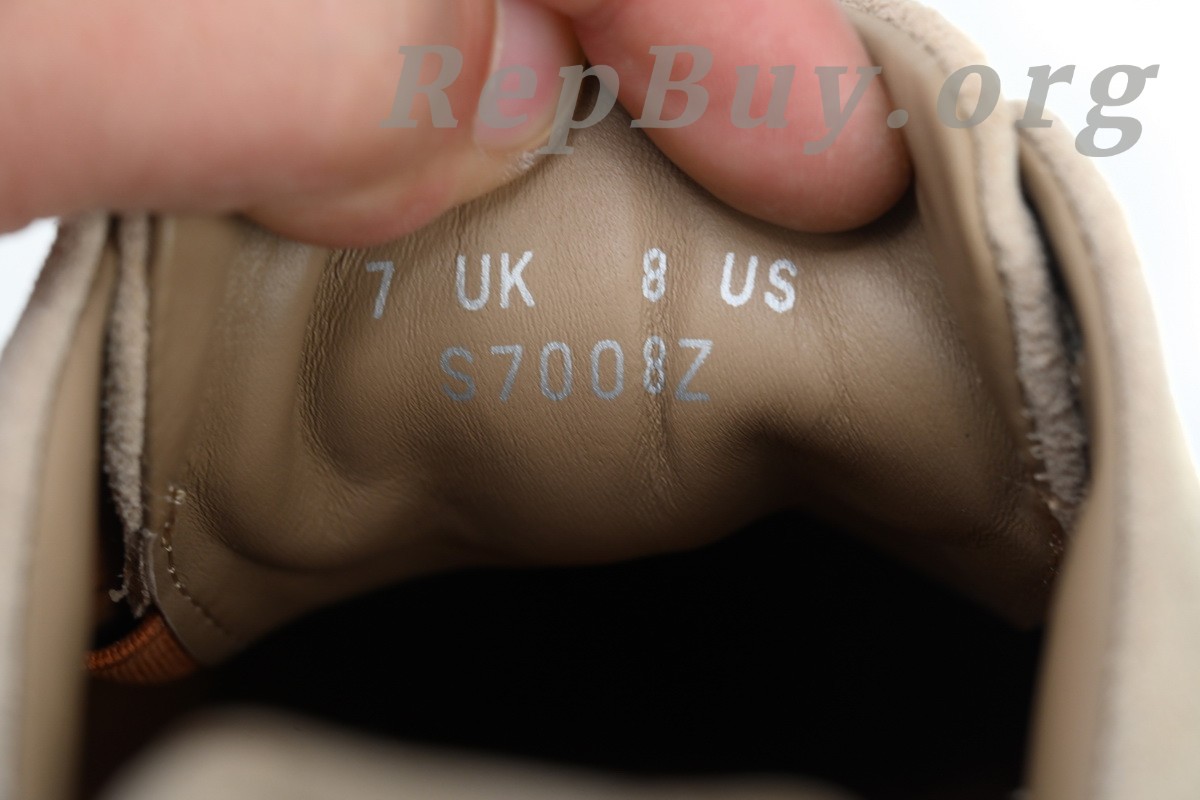 RepBuy.org
7 UK 8 US
S7008Z